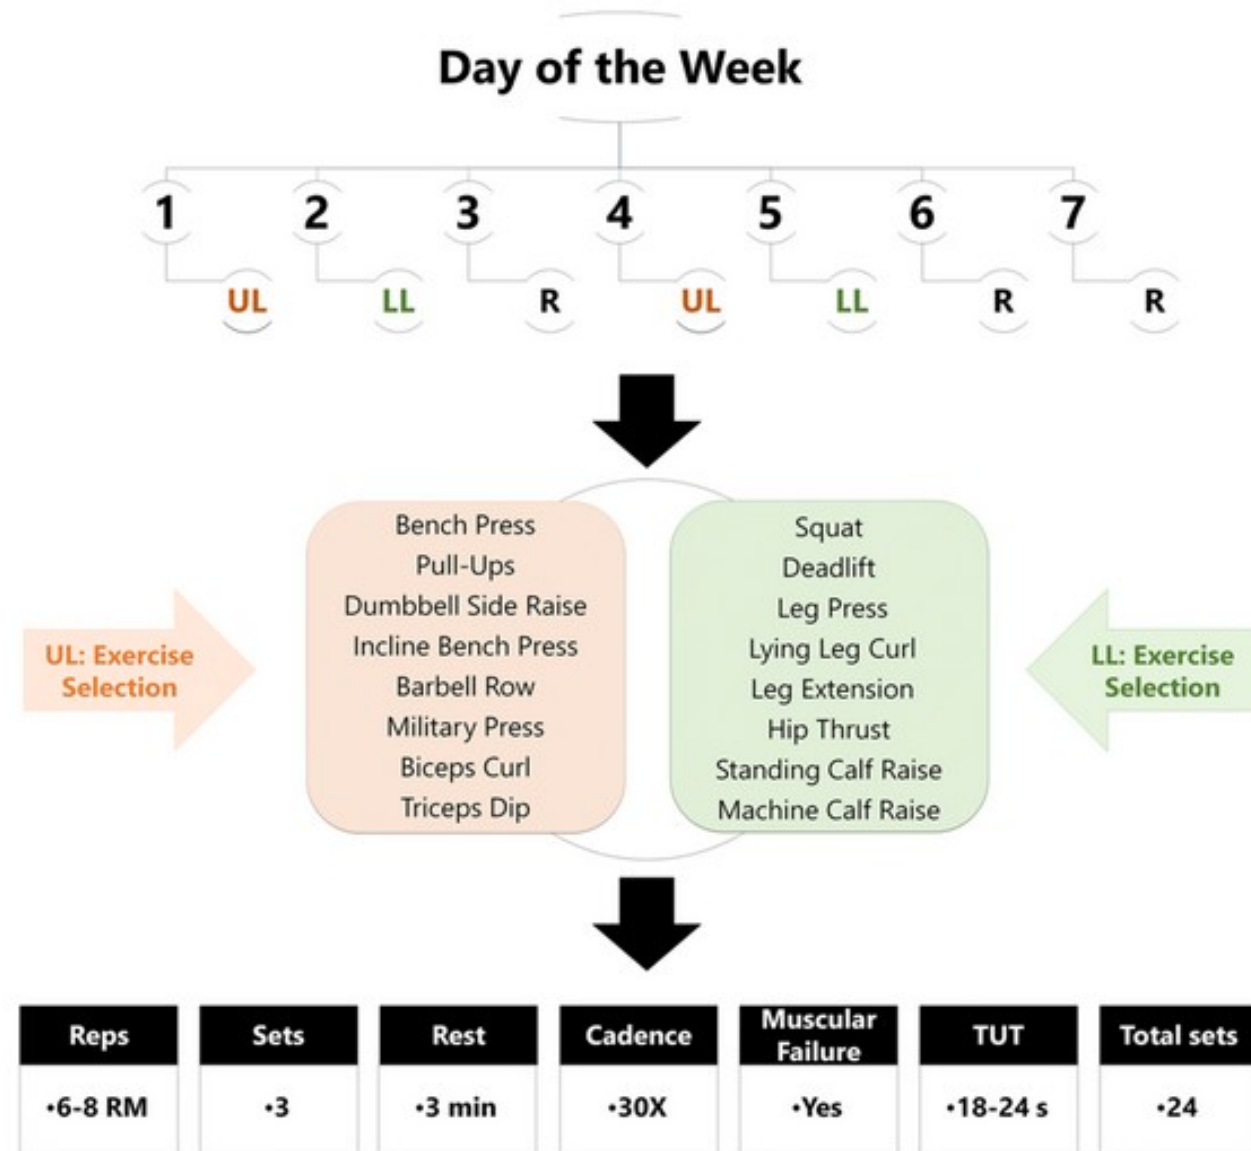 Day of the Week
1 2 3 4 5 6 7
UL LL R UL LL R R
Bench Press
Pull-Ups
Dumbbell Side Raise
Incline Bench Press
Barbell Row
Military Press
Biceps Curl
Triceps Dip
Squat
Deadlift
Leg Press
Lying Leg Curl
Leg Extension
Hip Thrust
Standing Calf Raise
Machine Calf Raise
UL: Exercise
Selection
LL: Exercise
Selection
Reps
•6-8 RM
Sets
•3
Rest
•3 min
Cadence
•30X
Muscular
Failure
•Yes
TUT
•18-24 s
Total sets
•24